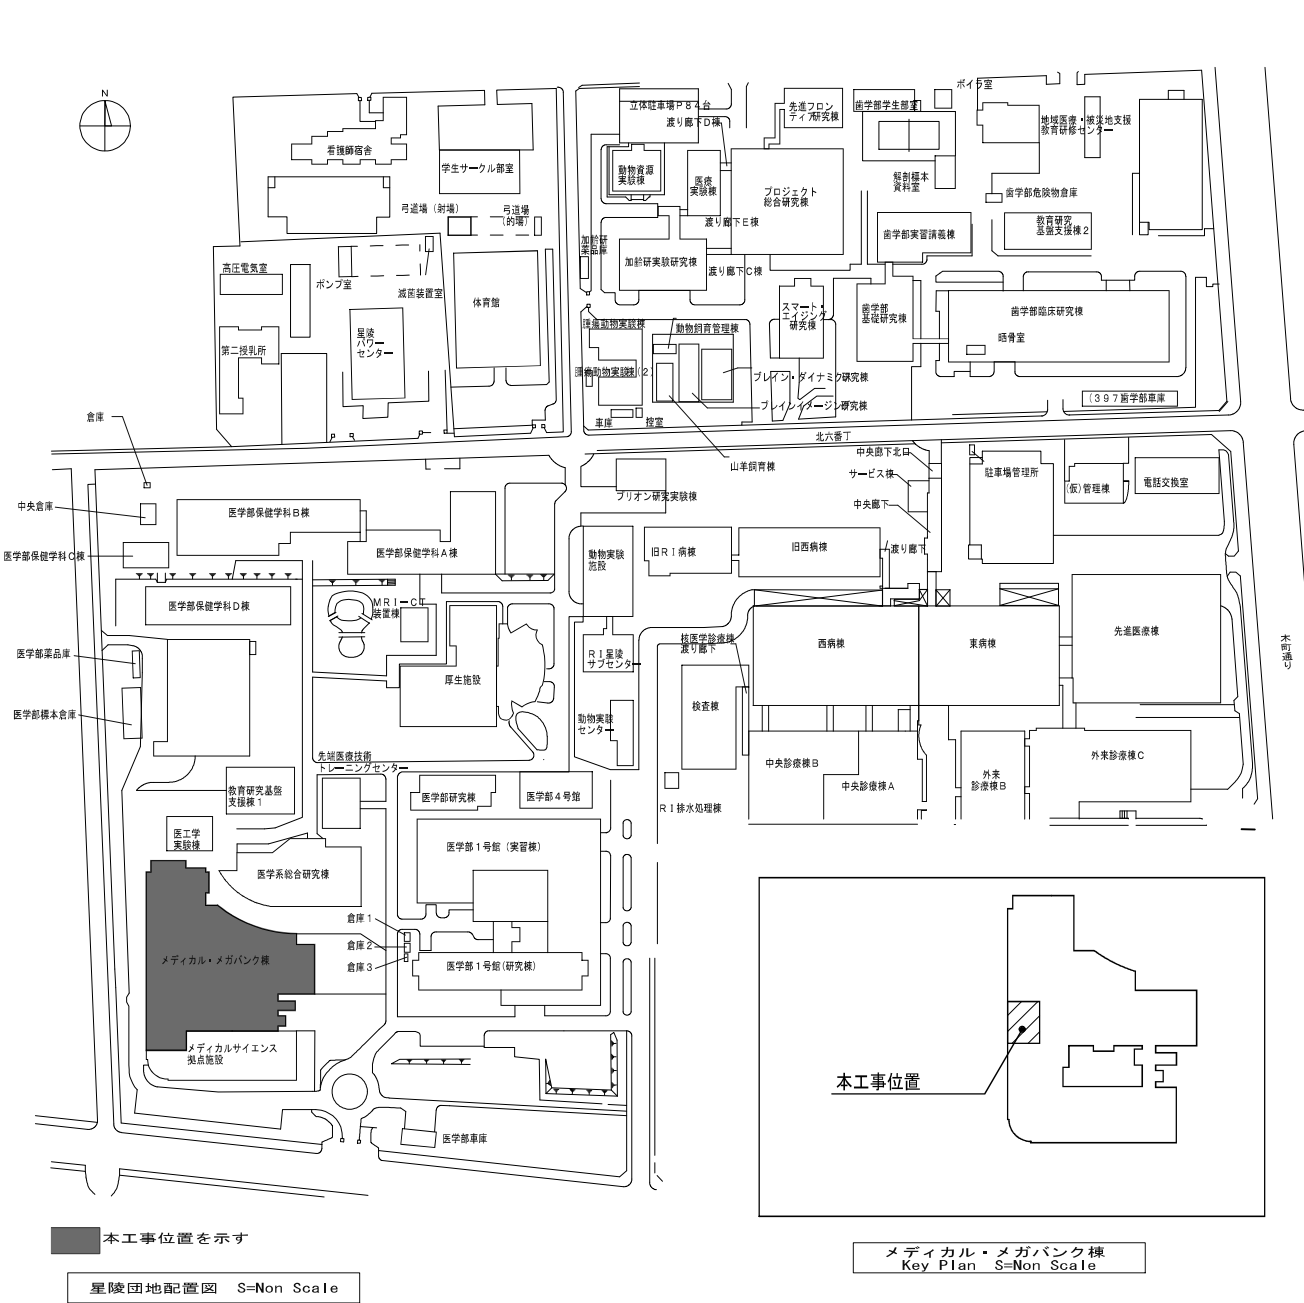 N
看護師宿舎
学生サークル部室
弓道場(射場)
弓道場
(的場)
高圧電気室
ポンプ室
滅菌装置室
体育館
星陵
パワー
センター
第二授乳所
立体駐車場P84台
渡り廊下D棟
動物資源
実験棟
医療
実験棟
先進フロン
ティア研究棟
プロジェクト
総合研究棟
渡り廊下E棟
加齢研
薬品庫
加齢研実験研究棟
渡り廊下C棟
歯学部学生部室
ボイラ室
地域医療・被災地支援
教育研修センター
解剖標本
資料室
歯学部危険物倉庫
歯学部実習講義棟
教育研究
基盤支援棟2
スマート・
エイジング
研究棟
歯学部
基礎研究棟
歯学部臨床研究棟
晒骨室
腫瘍動物実験棟
動物飼育管理棟
腫瘍動物実験棟(2)
ブレイン・ダイナミクス研究棟
ブレインイメージング研究棟
(397歯学部車庫
車庫
控室
北六番丁
山羊飼育棟
倉庫
中央倉庫
医学部保健学科B棟
医学部保健学科C棟
医学部保健学科A棟
医学部保健学科D棟
MRI-CT
装置棟
プリオン研究実験棟
動物実験
施設
旧RI病棟
旧西病棟
中央廊下北口
サービス棟
中央廊下
渡り廊下
駐車場管理所
(仮)管理棟
電話交換室
医学部薬品庫
医学部標本倉庫
厚生施設
RI星陵
サブセンター
核医学診療棟
渡り廊下
西病棟
東病棟
先進医療棟
木町通り
検査棟
動物実験
センター
中央診療棟B
中央診療棟A
外来
診療棟B
外来診療棟C
RI排水処理棟
先端医療技術
トレーニングセンター
教育研究基盤
支援棟1
医学部研究棟
医学部4号館
医工学
実験棟
医学部1号館(実習棟)
医学系総合研究棟
倉庫1
倉庫2
倉庫3
医学部1号館(研究棟)
メディカル・メガバンク棟
メディカルサイエンス
拠点施設
医学部車庫
本工事位置
本工事位置を示す
星陵団地配置図 S=Non Scale
メディカル・メガバンク棟
Key Plan S=Non Scale